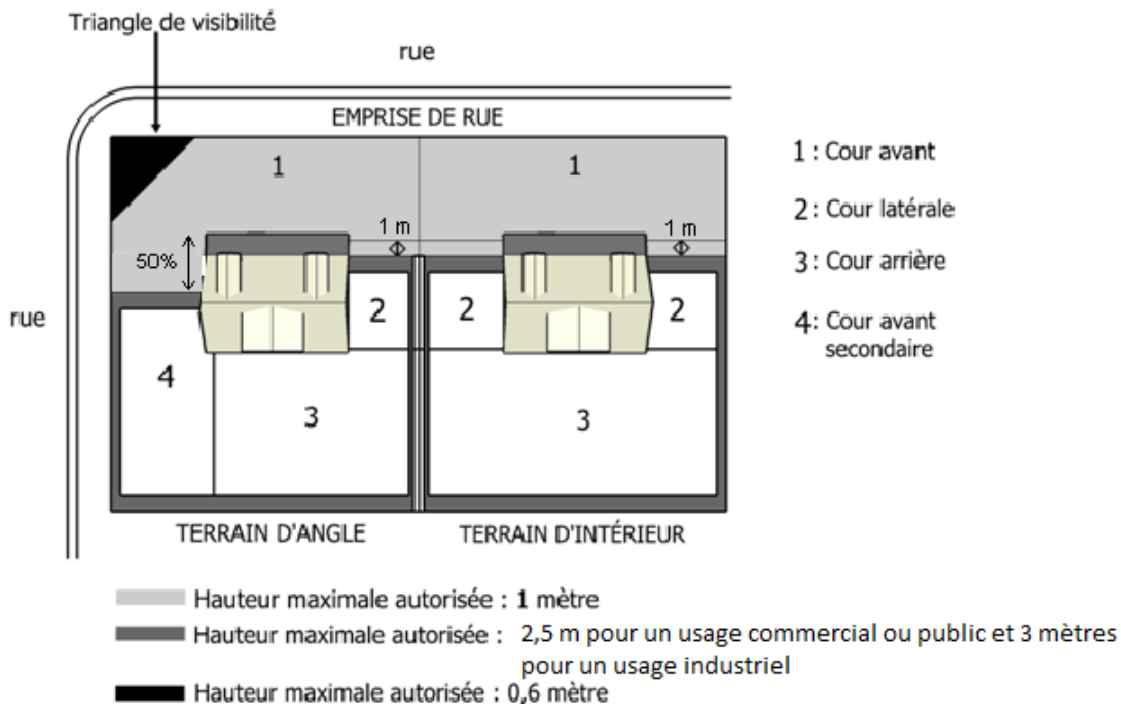 Triangle de visibilité
rue
EMPRISE DE RUE
1
1
1 : Cour avant
2 : Cour latérale
3 : Cour arrière
4: Cour avant
secondaire
1 m
1 m
50%
rue
2
2
2
4
3
3
TERRAIN D'ANGLE
TERRAIN D'INTÉRIEUR
Hauteur maximale autorisée : 1 mètre
Hauteur maximale autorisée : 2,5 m pour un usage commercial ou public et 3 mètres
pour un usage industriel
Hauteur maximale autorisée : 0,6 mètre